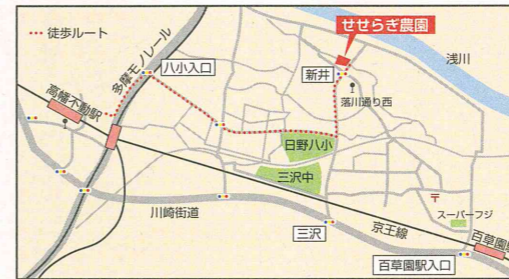 徒歩ルート
せせらぎ農園
浅川
多摩モノレール
八小入口
新井
高幡不動駅
落川通り西
日野八小
三沢中
〒
川崎街道
スーパーフジ
三沢
京王線
百草園駅
百草園駅入口